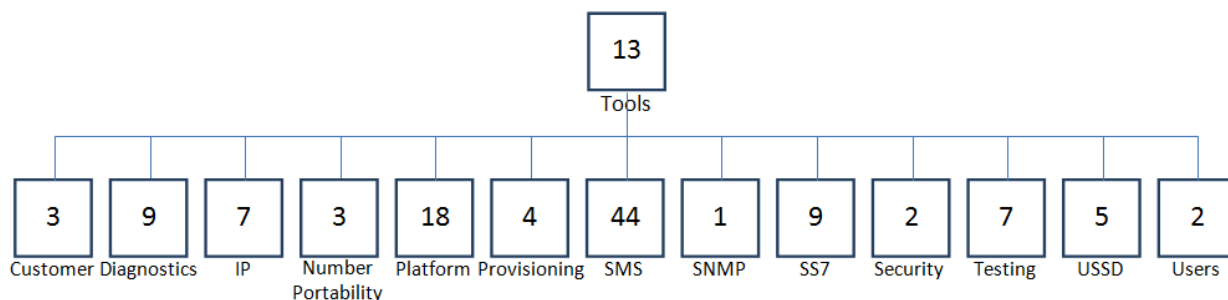 13
Tools
3 9 7 3 18 4 44 1 9 2 7 5 2
Customer Diagnostics IP Number Platform Provisioning SMS SNMP SS7 Security Testing USSD Users
Portability